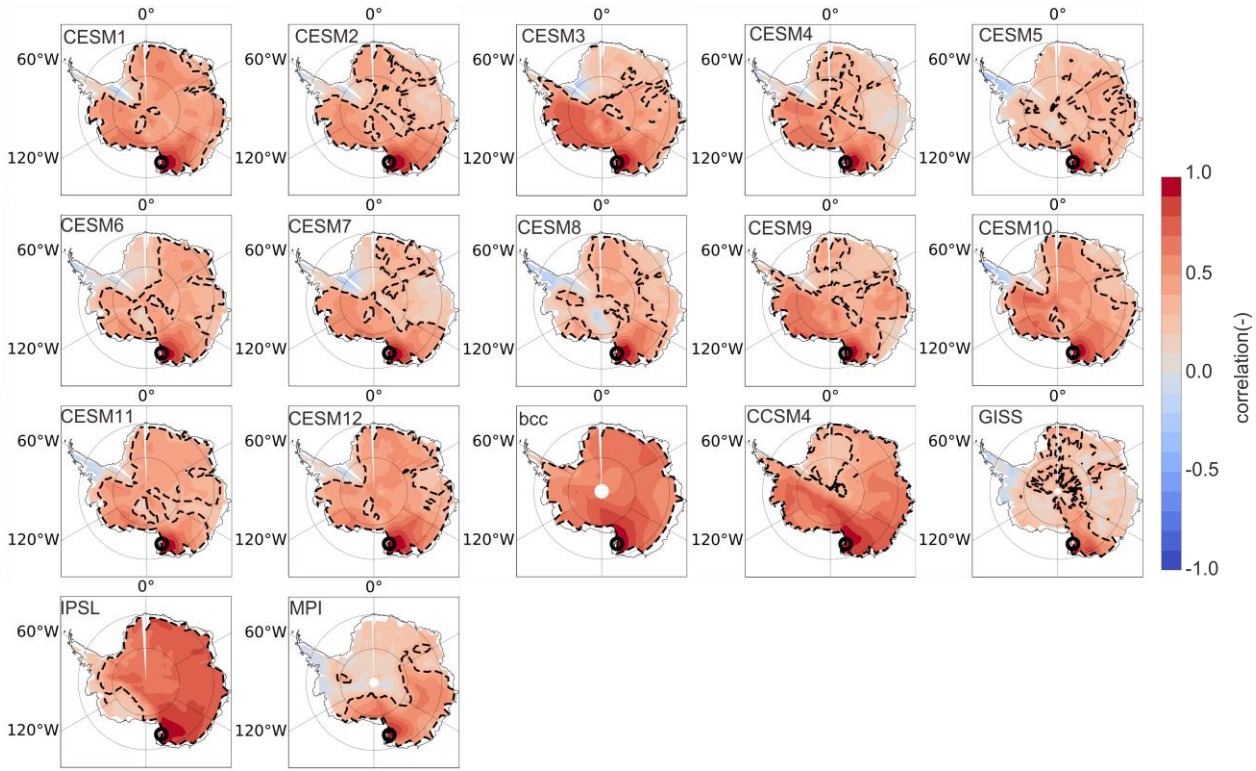 0° 0° 0° 0° 0°
CESM1 CESM2 CESM3 CESM4 CESM5
60°W 60°W 60°W 60°W 60°W
120°W 120°W 120°W 120°W 120°W
0° 0° 0° 0° 0°
CESM6 CESM7 CESM8 CESM9 CESM10
60°W 60°W 60°W 60°W 60°W
120°W 120°W 120°W 120°W 120°W
0° 0° 0° 0° 0°
CESM11 CESM12 bcc CCSM4 GISS
60°W 60°W 60°W 60°W 60°W
120°W 120°W 120°W 120°W 120°W
0° 0°
IPSL MPI
60°W 60°W
120°W 120°W
1.0
0.5
0.0
-0.5
-1.0
correlation(-)